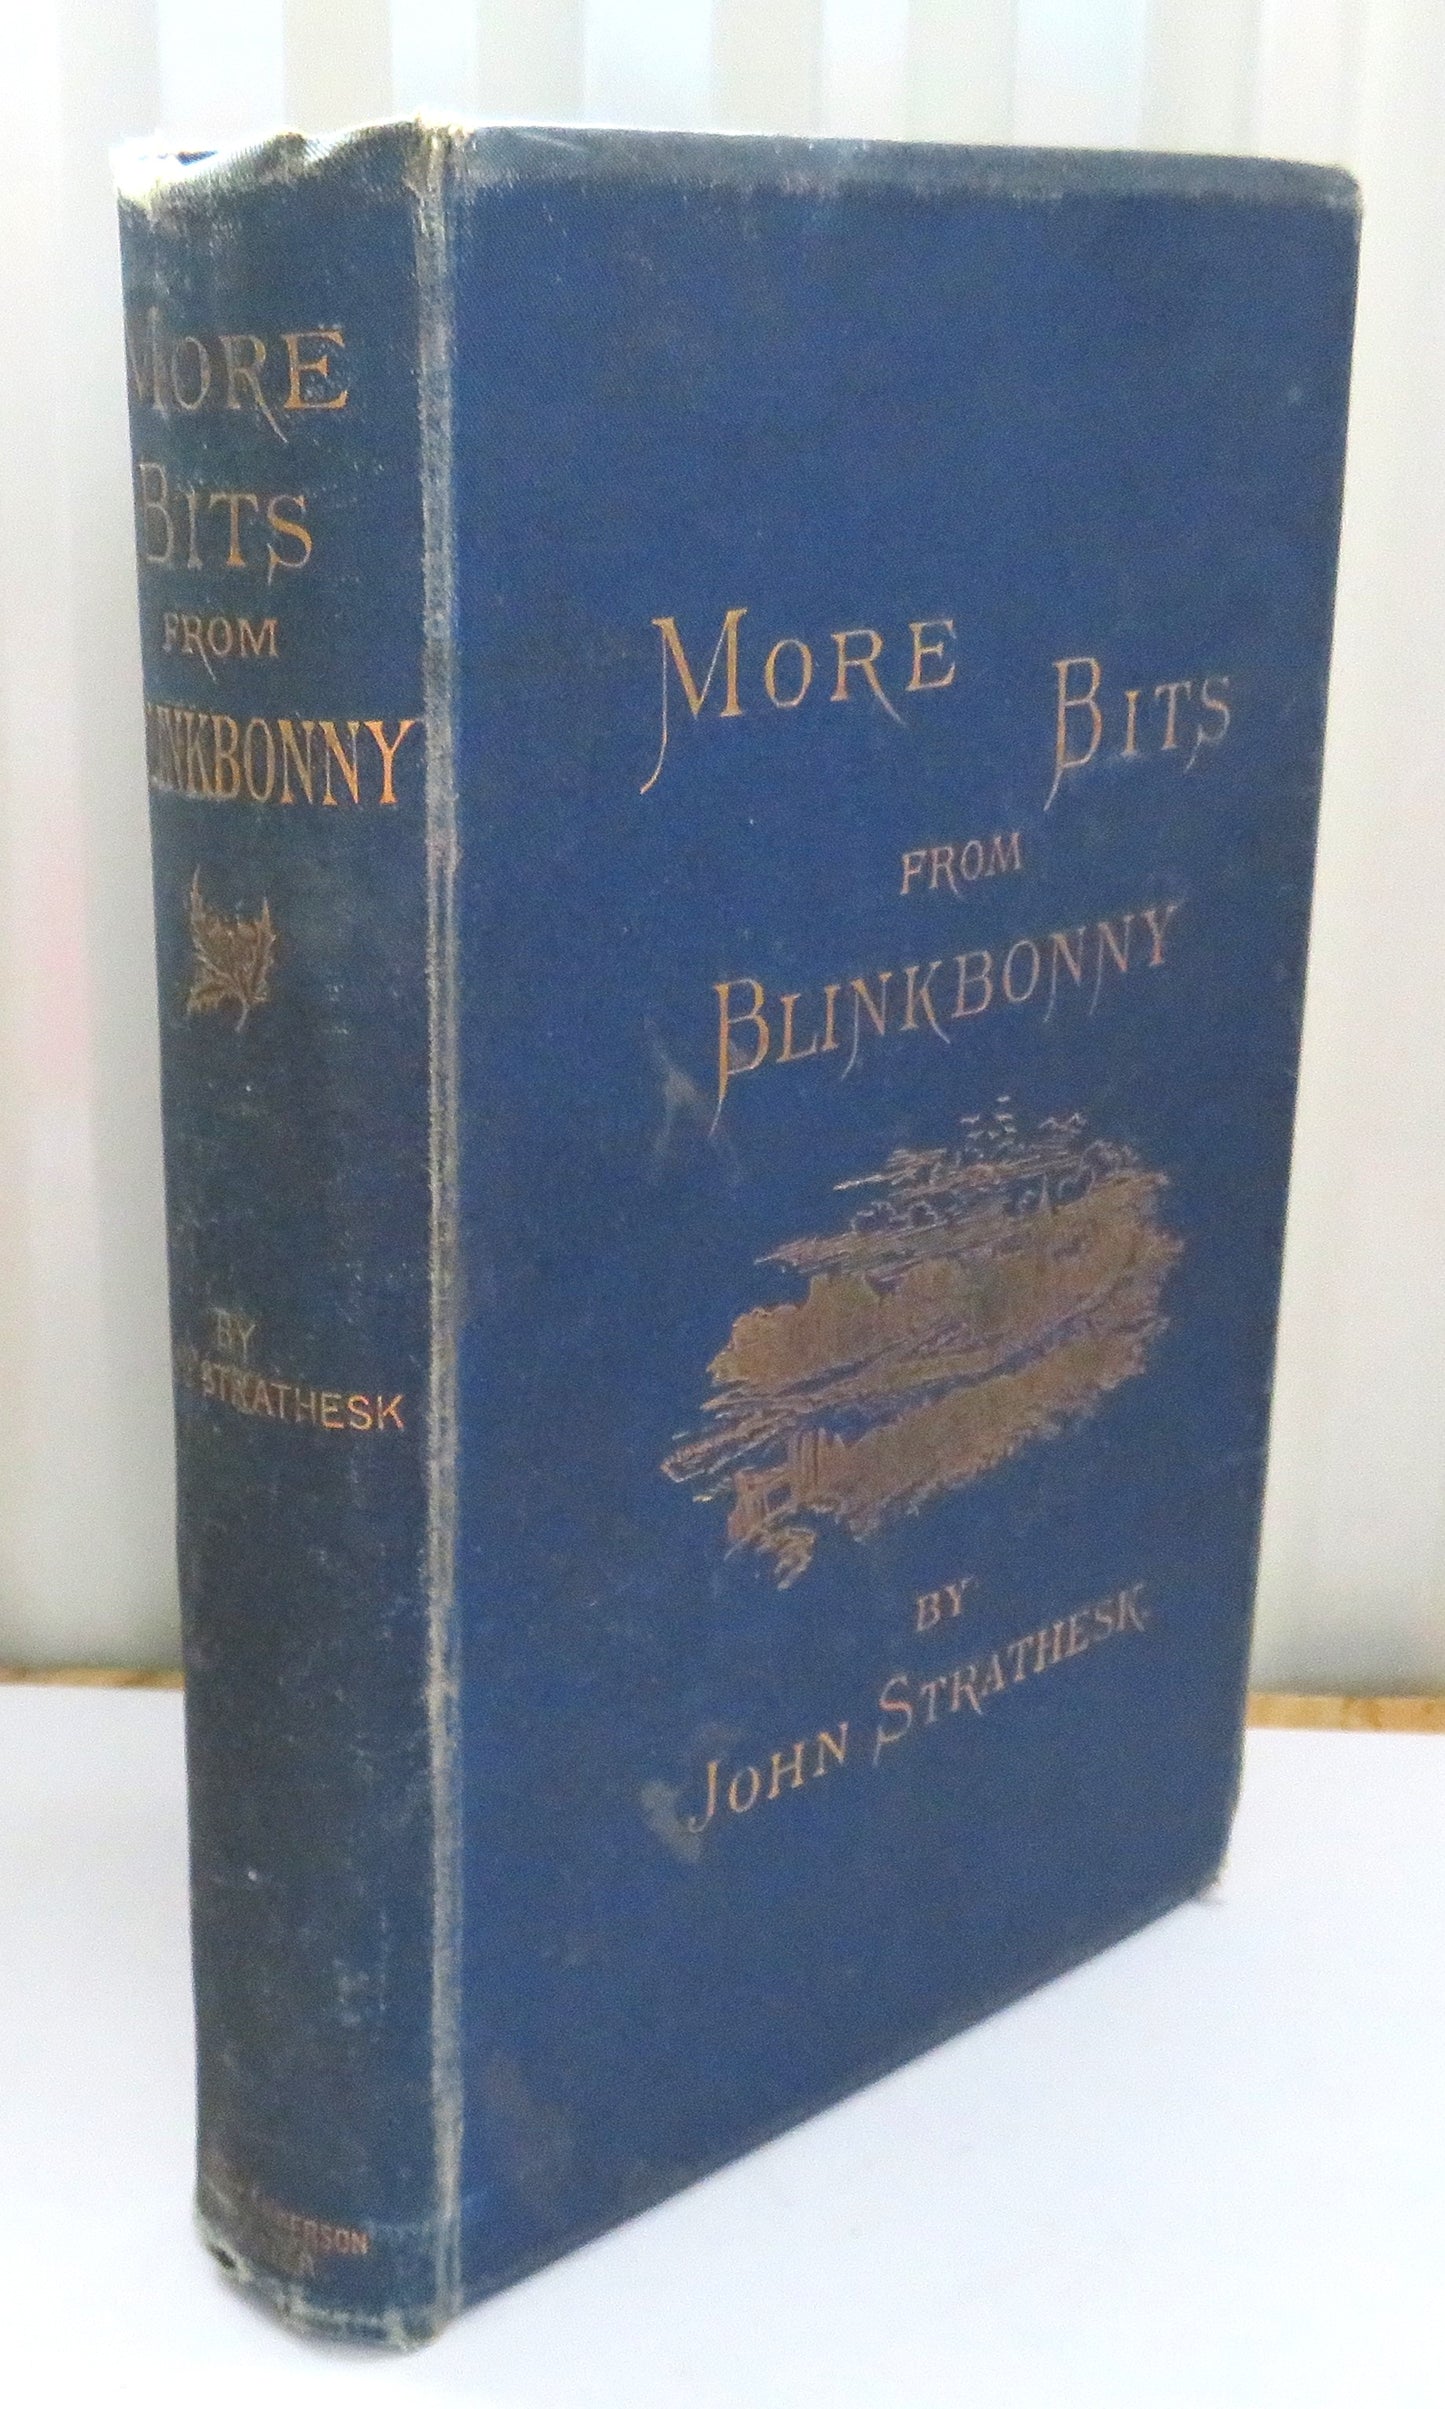 MORE
BITS
FROM
BLINKBONNY
BY
STRATHESK
MORE BITS
FROM
BLINKBONNY
BY
JOHN STRATHESK.